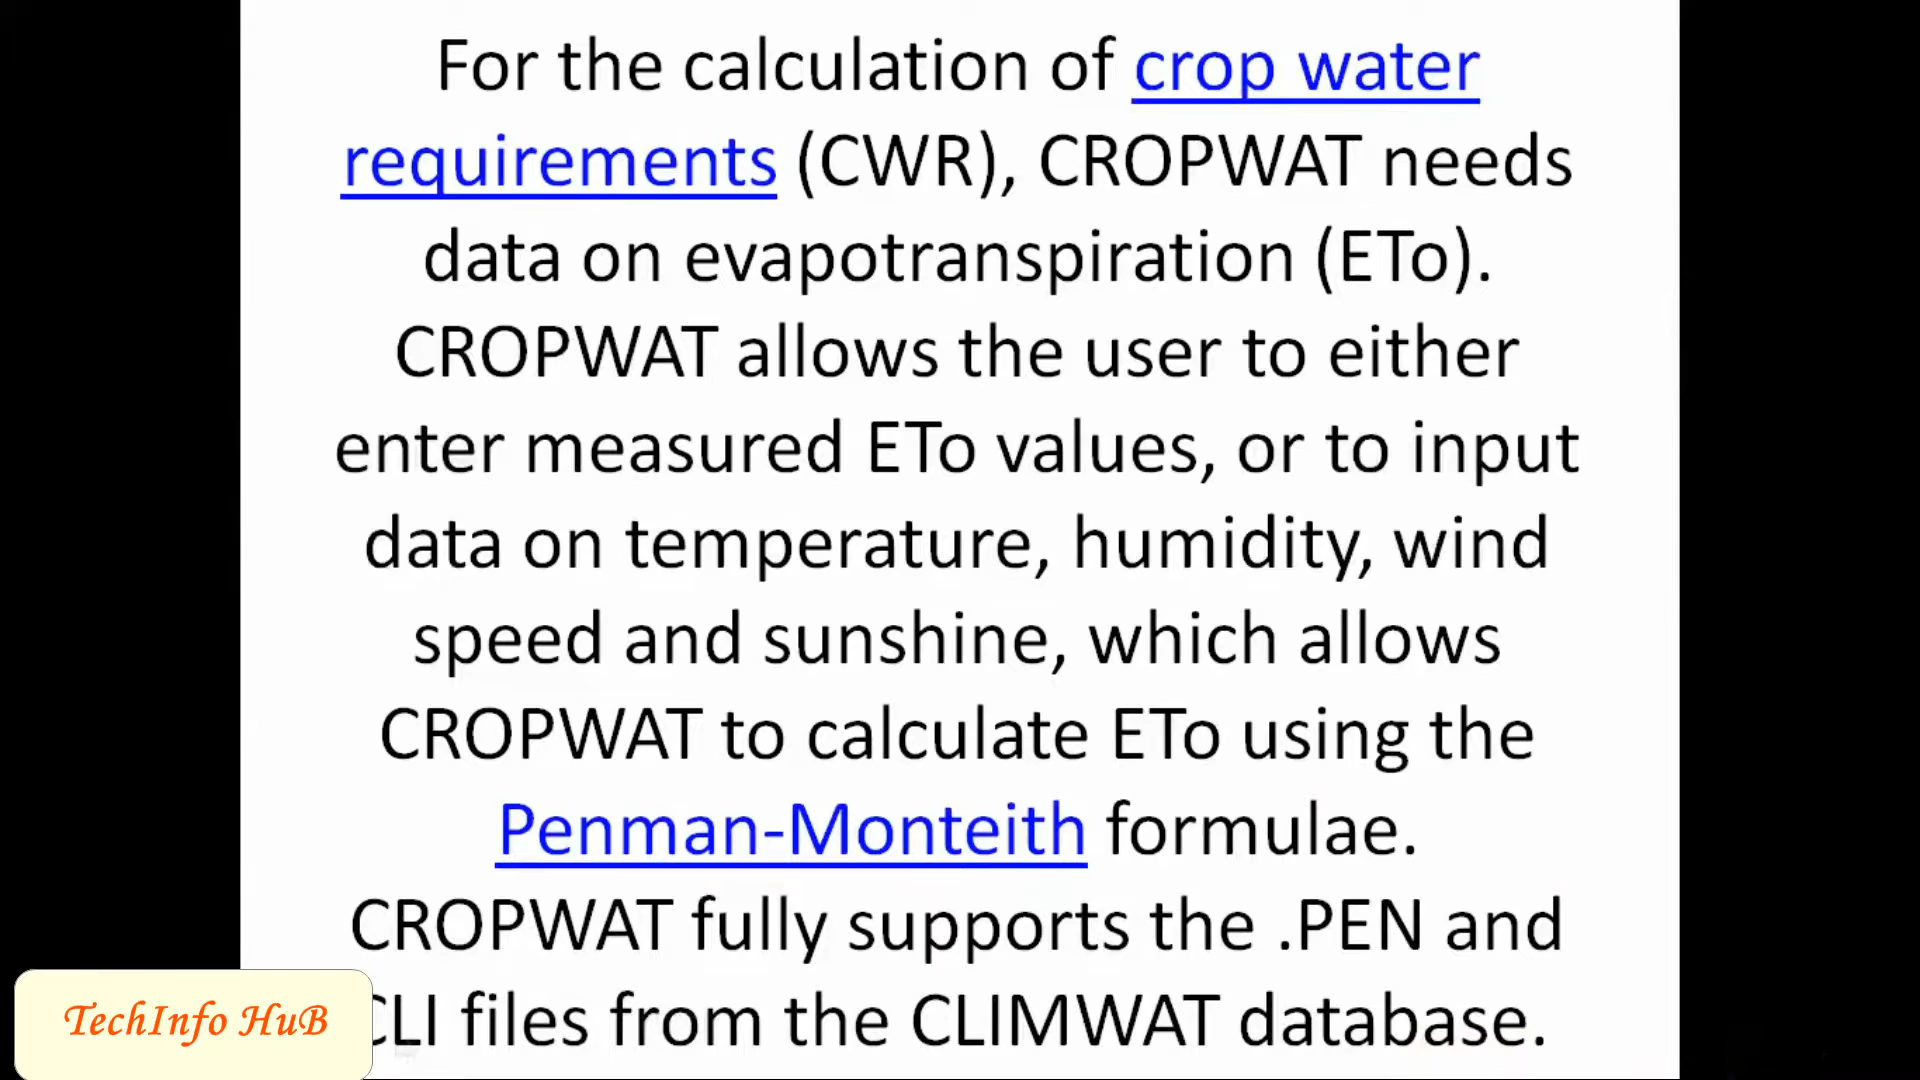 For the calculation of crop water
requirements (CWR), CROPWAT needs
data on evapotranspiration (ETo).
CROPWAT allows the user to either
enter measured ETo values, or to input
data on temperature, humidity, wind
speed and sunshine, which allows
CROPWAT to calculate ETo using the
Penman-Monteith formulae.
CROPWAT fully supports the .PEN and
CLI files from the CLIMWAT database.
TechInfo HuB